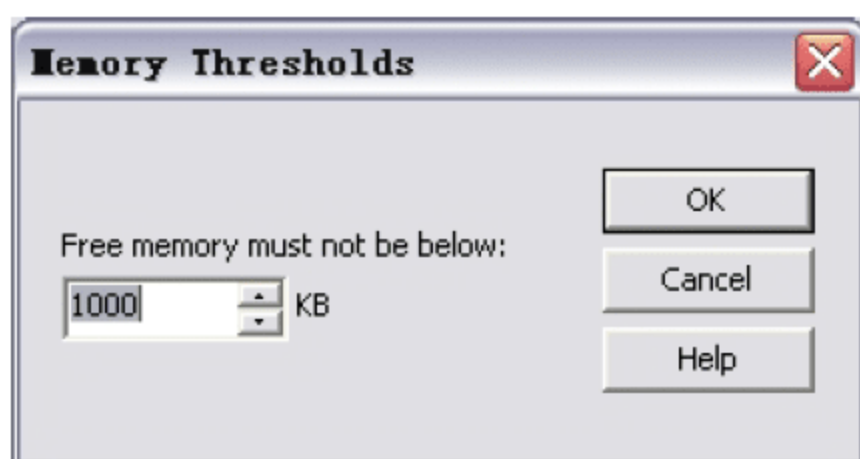 Memory Thresholds
OK
Free memory must not be below:
1000 KB
Cancel
Help